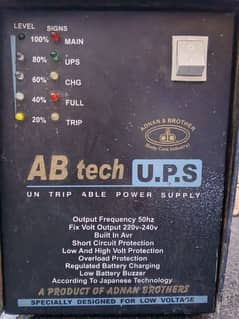 LEVEL SIGNS
100% MAIN
80% UPS
60% CHG
40% FULL
20% TRIP
ADNAN & BROTHER
AB tech U.P.S
UN TRIP ABLE POWER SUPPLY
Output Frequency 50hz
Fix Volt Output 220v-240v
Built In Avr
Short Circuit Protection
Low And High Volt Protection
Overload Protection
Regulated Battery Charging
Low Battery Buzzer
According To Japanese Technology
A PRODUCT OF ADNAN BROTHERS
SPECIALLY DESIGNED FOR LOW VOLTAGE